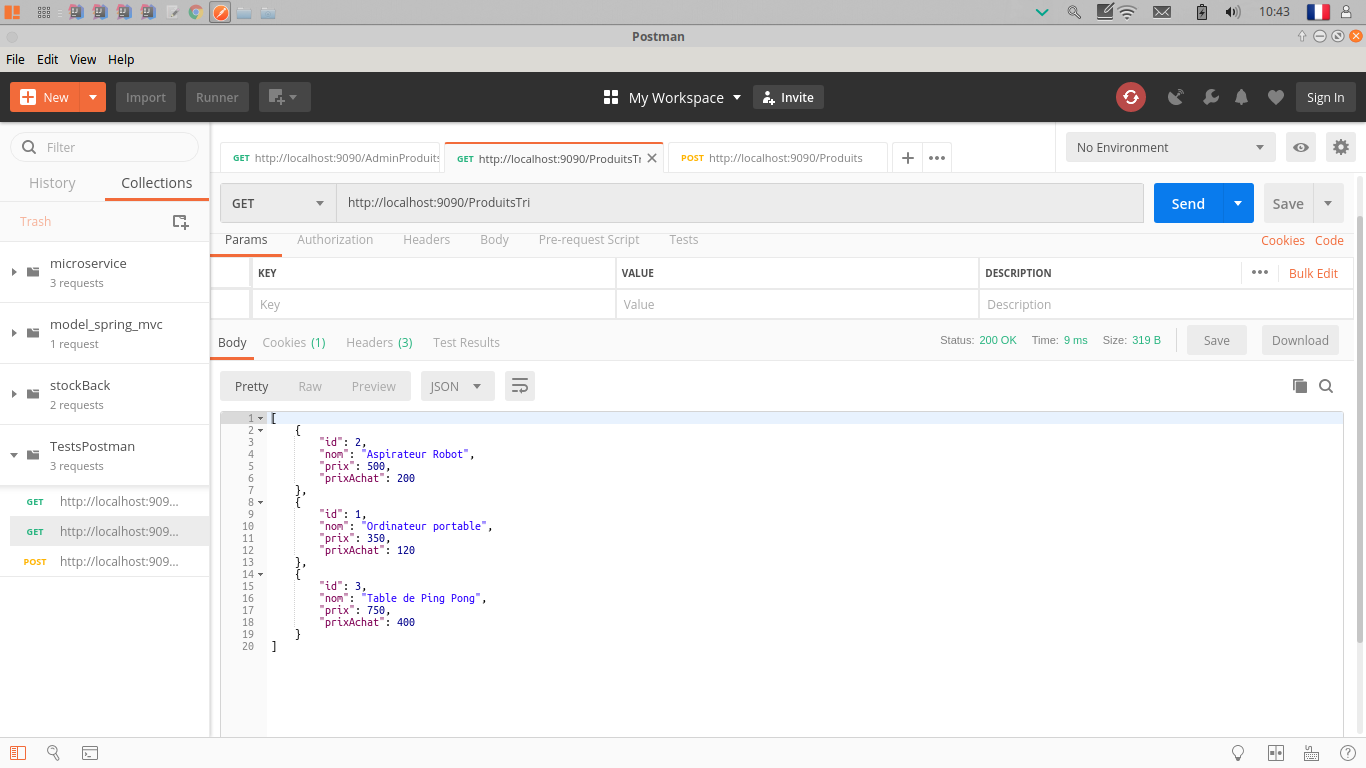 10:43
Postman
File Edit View Help
New Import Runner My Workspace Invite Sign In
Filter
History Collections
Trash
microservice
3 requests
model_spring_mvc
1 request
stockBack
2 requests
TestsPostman
3 requests
GET http://localhost:909...
GET http://localhost:909...
POST http://localhost:909...
GET http://localhost:9090/AdminProduits GET http://localhost:9090/ProduitsTri POST http://localhost:9090/Produits + •••
No Environment
GET http://localhost:9090/ProduitsTri Send Save
Params Authorization Headers Body Pre-request Script Tests Cookies Code
KEY VALUE DESCRIPTION ••• Bulk Edit
Key Value Description
Body Cookies (1) Headers (3) Test Results Status: 200 OK Time: 9 ms Size: 319 B Save Download
Pretty Raw Preview JSON
1 [
2 {
3 "id": 2,
4 "nom": "Aspirateur Robot",
5 "prix": 500,
6 "prixAchat": 200
7 },
8 {
9 "id": 1,
10 "nom": "Ordinateur portable",
11 "prix": 350,
12 "prixAchat": 120
13 },
14 {
15 "id": 3,
16 "nom": "Table de Ping Pong",
17 "prix": 750,
18 "prixAchat": 400
19 }
20 ]